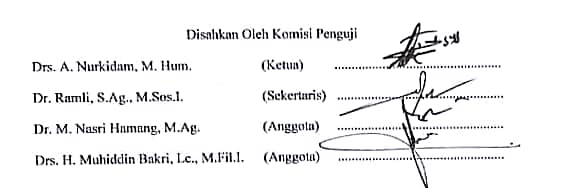 Disahkan Oleh Komisi Penguji
Drs. A. Nurkidam, M. Hum. (Ketua) ........................................
Dr. Ramli, S.Ag., M.Sos.I. (Sekertaris) ........................................
Dr. M. Nasri Hamang, M.Ag. (Anggota) ........................................
Drs. H. Muhiddin Bakri, Lc., M.Fil.I. (Anggota) ........................................